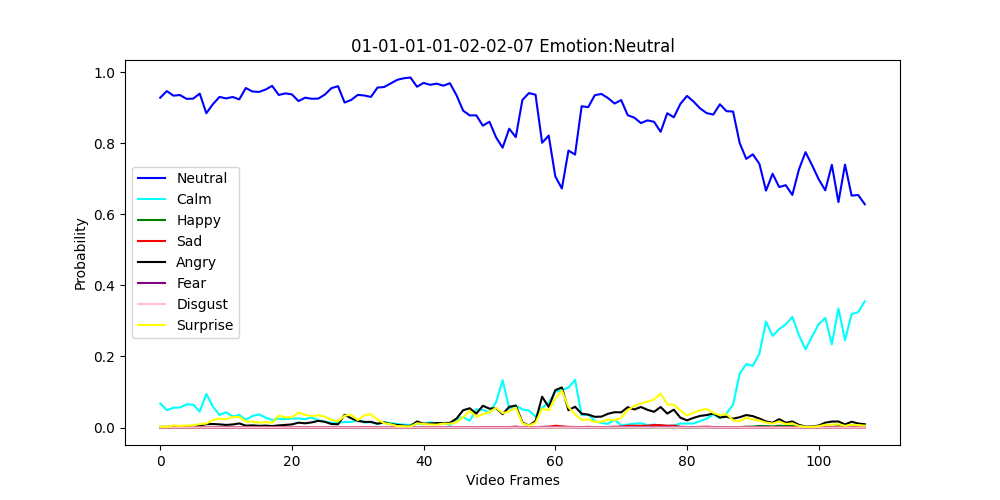 01-01-01-01-02-02-07 Emotion:Neutral
1.0
0.8
0.6
0.4
0.2
0.0
Probability
Neutral
Calm
Happy
Sad
Angry
Fear
Disgust
Surprise
0 20 40 60 80 100
Video Frames